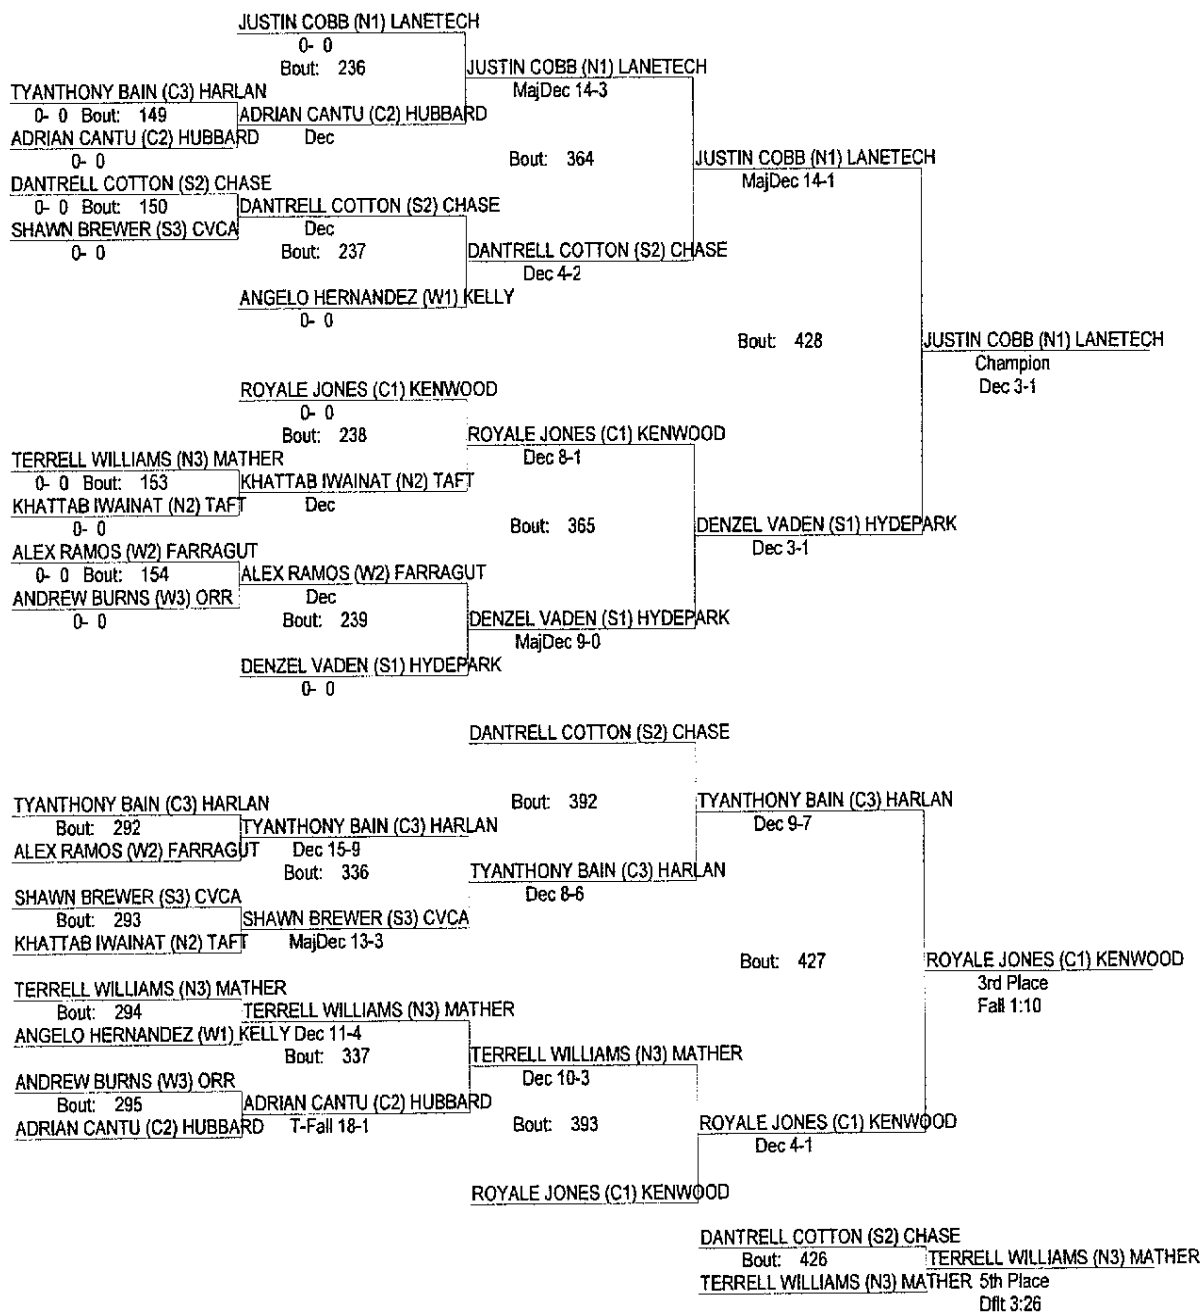 JUSTIN COBB (N1) LANETECH
0- 0
Bout: 236
JUSTIN COBB (N1) LANETECH
MajDec 14-3
TYANTHONY BAIN (C3) HARLAN
0- 0 Bout: 149
ADRIAN CANTU (C2) HUBBARD
Dec
ADRIAN CANTU (C2) HUBBARD
0- 0
Bout: 364
JUSTIN COBB (N1) LANETECH
MajDec 14-1
DANTRELL COTTON (S2) CHASE
0- 0 Bout: 150
DANTRELL COTTON (S2) CHASE
Dec
SHAWN BREWER (S3) CVCA
0- 0
Bout: 237
DANTRELL COTTON (S2) CHASE
Dec 4-2
ANGELO HERNANDEZ (W1) KELLY
0- 0
Bout: 428
JUSTIN COBB (N1) LANETECH
Champion
Dec 3-1
ROYALE JONES (C1) KENWOOD
0- 0
Bout: 238
ROYALE JONES (C1) KENWOOD
Dec 8-1
TERRELL WILLIAMS (N3) MATHER
0- 0 Bout: 153
KHATTAB IWAINAT (N2) TAFT
Dec
KHATTAB IWAINAT (N2) TAFT
0- 0
Bout: 365
DENZEL VADEN (S1) HYDEPARK
Dec 3-1
ALEX RAMOS (W2) FARRAGUT
0- 0 Bout: 154
ALEX RAMOS (W2) FARRAGUT
Dec
ANDREW BURNS (W3) ORR
0- 0
Bout: 239
DENZEL VADEN (S1) HYDEPARK
MajDec 9-0
DENZEL VADEN (S1) HYDEPARK
0- 0
DANTRELL COTTON (S2) CHASE
Bout: 392
TYANTHONY BAIN (C3) HARLAN
Dec 9-7
TYANTHONY BAIN (C3) HARLAN
Bout: 292
TYANTHONY BAIN (C3) HARLAN
Dec 15-9
ALEX RAMOS (W2) FARRAGUT
Bout: 336
TYANTHONY BAIN (C3) HARLAN
Dec 8-6
SHAWN BREWER (S3) CVCA
Bout: 293
SHAWN BREWER (S3) CVCA
MajDec 13-3
KHATTAB IWAINAT (N2) TAFT
Bout: 427
ROYALE JONES (C1) KENWOOD
3rd Place
Fall 1:10
TERRELL WILLIAMS (N3) MATHER
Bout: 294
TERRELL WILLIAMS (N3) MATHER
ANGELO HERNANDEZ (W1) KELLY Dec 11-4
Bout: 337
TERRELL WILLIAMS (N3) MATHER
Dec 10-3
ANDREW BURNS (W3) ORR
Bout: 295
ADRIAN CANTU (C2) HUBBARD
ADRIAN CANTU (C2) HUBBARD T-Fall 18-1
Bout: 393
ROYALE JONES (C1) KENWOOD
Dec 4-1
ROYALE JONES (C1) KENWOOD
DANTRELL COTTON (S2) CHASE
Bout: 426
TERRELL WILLIAMS (N3) MATHER
TERRELL WILLIAMS (N3) MATHER 5th Place
Dflt 3:26